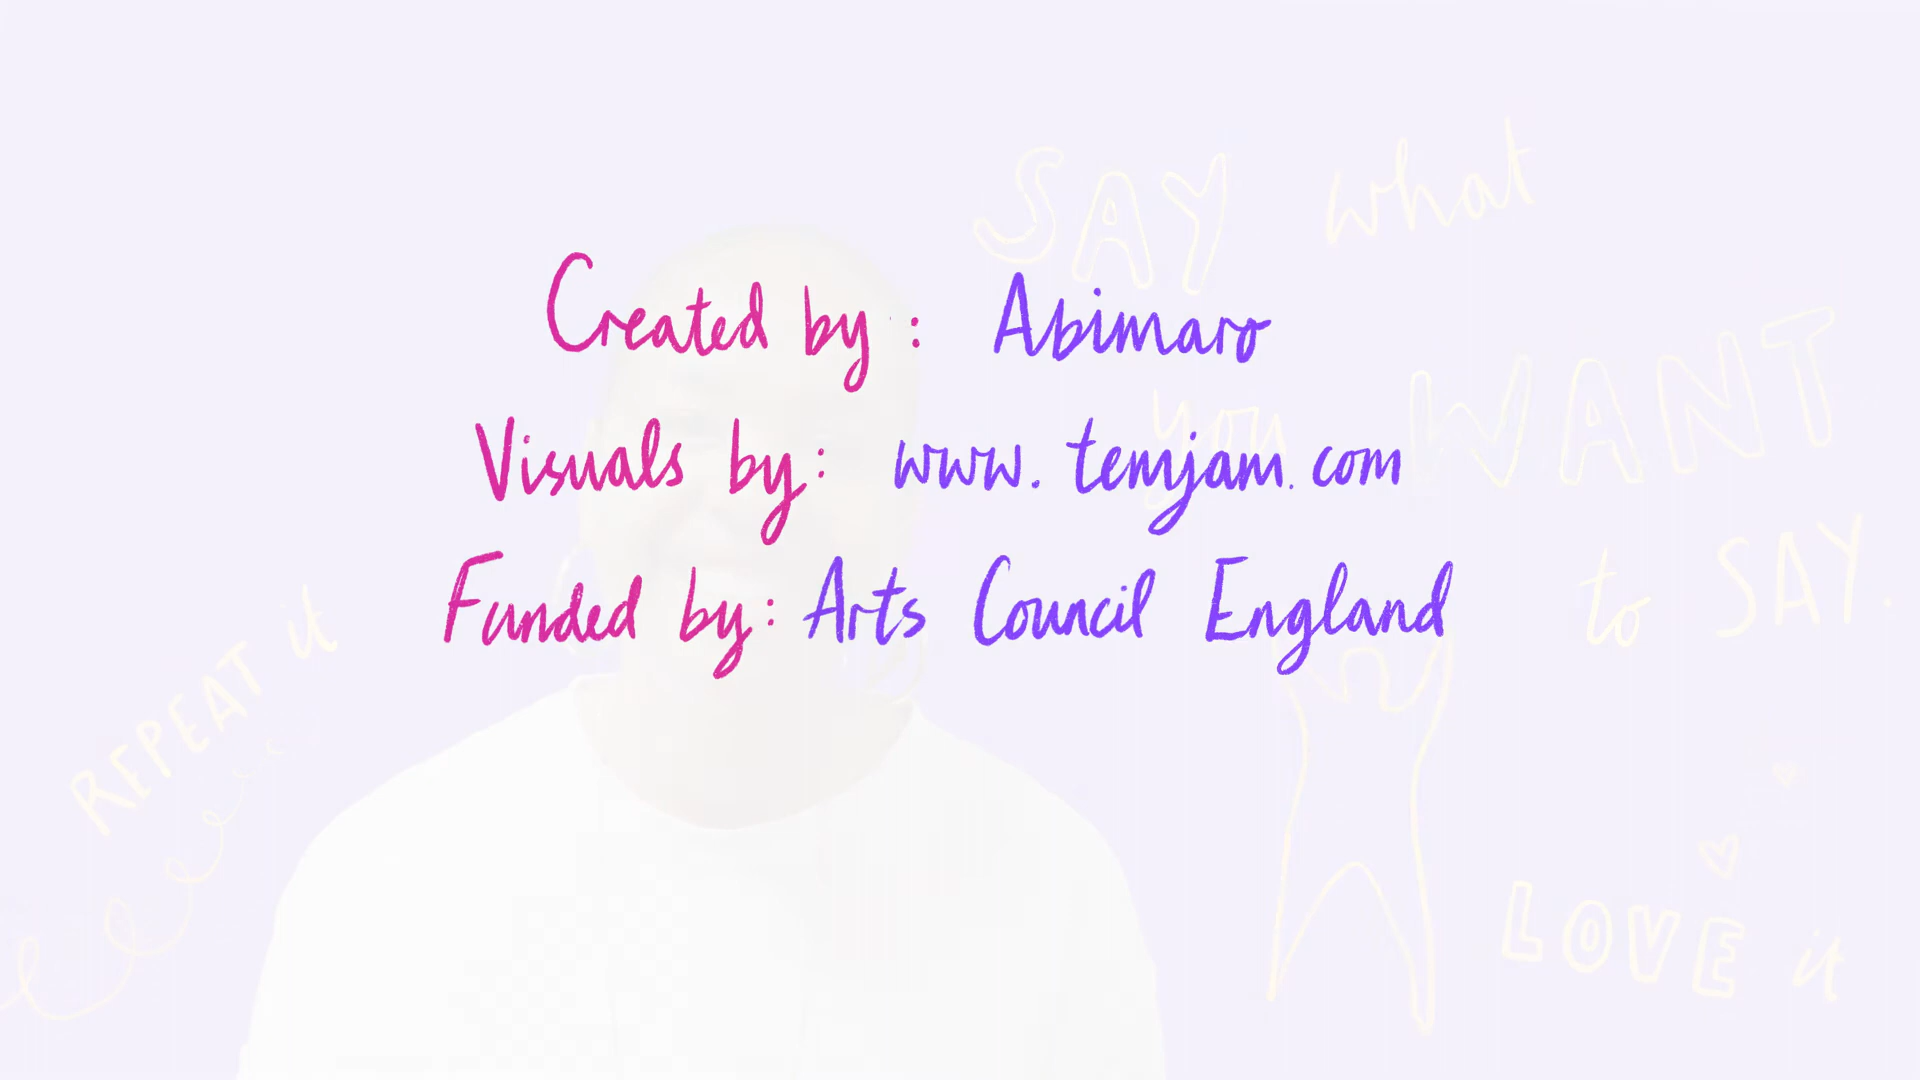 Created by: Abimaro
Visuals by: www.temjam.com
Funded by: Arts Council England
SAY what
you WANT
to SAY.
REPEAT it
LOVE it